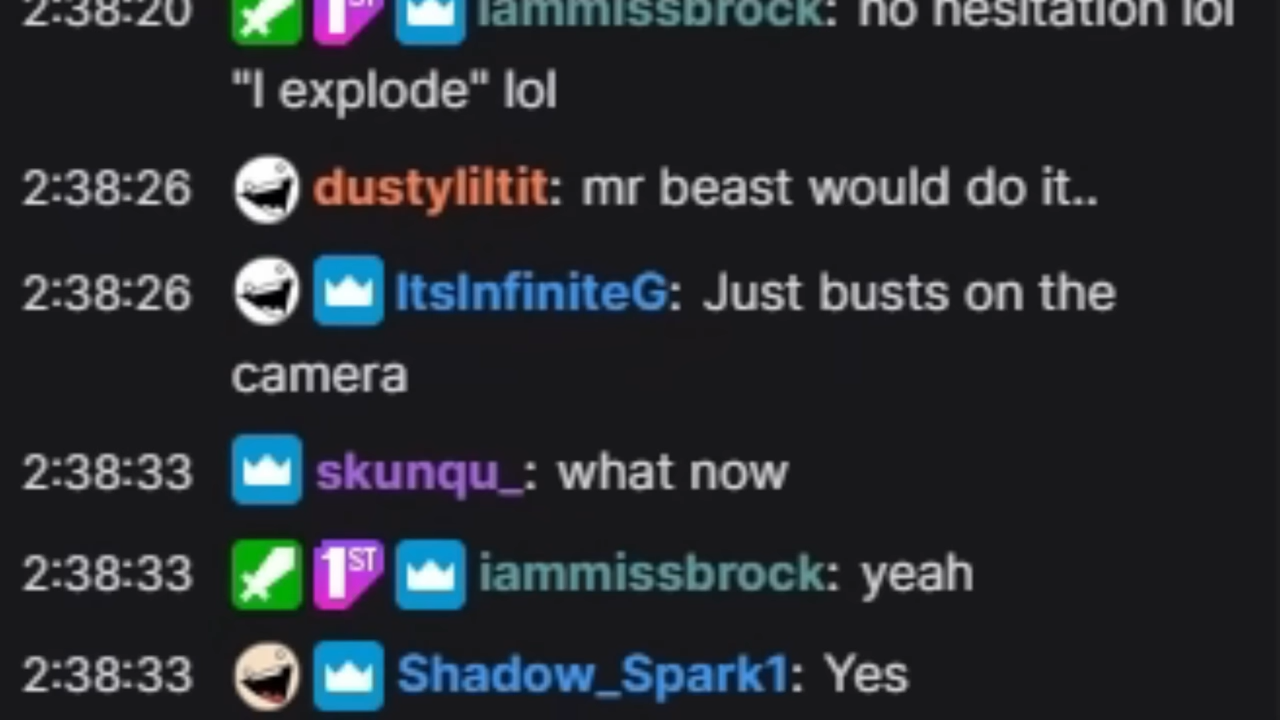 2:38:20 1ST iammissbrock: no hesitation lol
"I explode" lol
2:38:26 dustyliltit: mr beast would do it..
2:38:26 ItsInfiniteG: Just busts on the
camera
2:38:33 skunqu_: what now
2:38:33 1ST iammissbrock: yeah
2:38:33 Shadow_Spark1: Yes